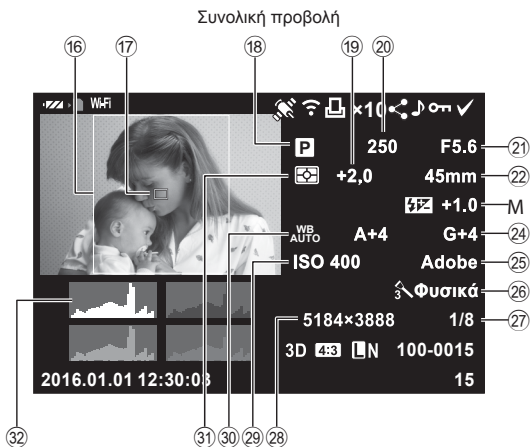 Συνολική προβολή
⑯ ⑰ ⑱ ⑲ ⑳
Wi-Fi ×10
P 250 F5.6 ㉑
+2,0 45mm ㉒
+1.0 M
WB AUTO A+4 G+4 ㉔
ISO 400 Adobe ㉕
3 Φυσικά ㉖
5184×3888 1/8 ㉗
3D 4:3 L N 100-0015
2016.01.01 12:30:03 15
㉜ ㉛ ㉚ ㉙ ㉘